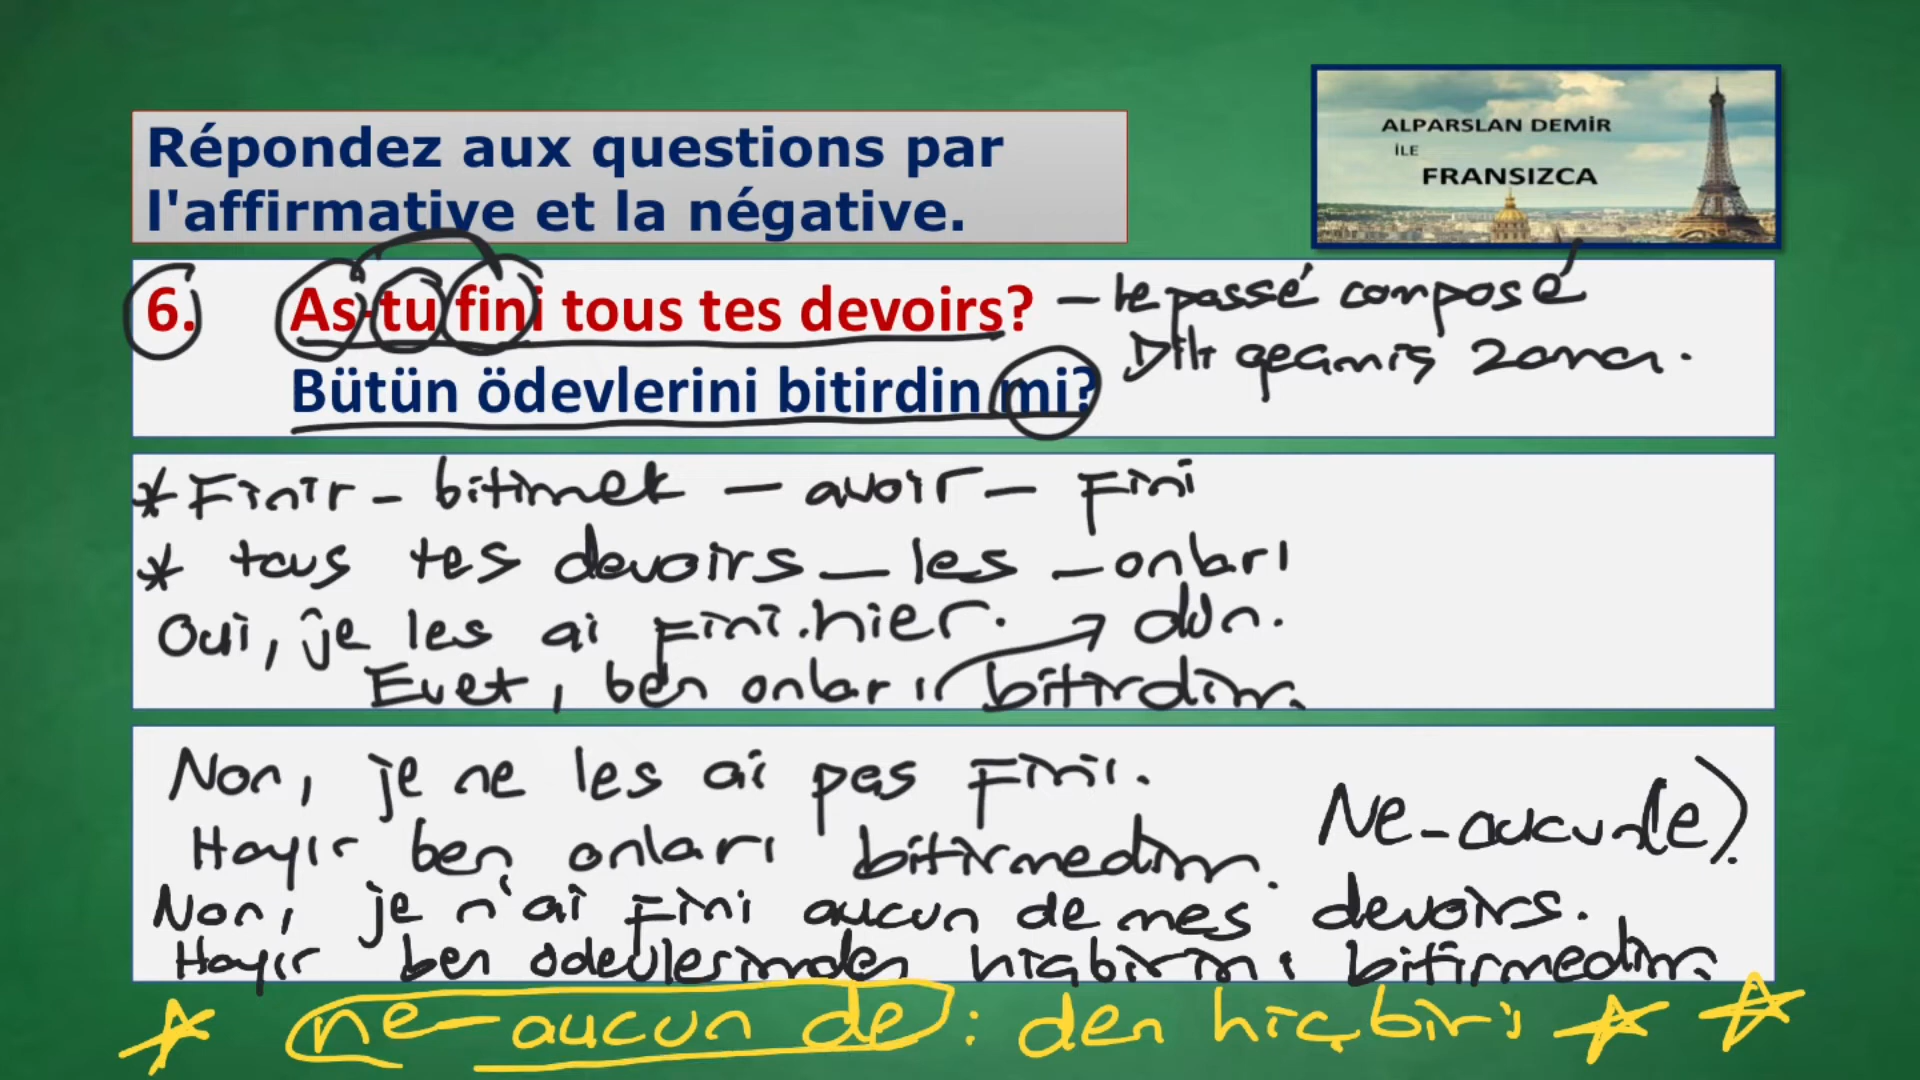 Répondez aux questions par
l'affirmative et la négative.
ALPARSLAN DEMİR
İLE
FRANSIZCA
6. As-tu fini tous tes devoirs? – le passé composé
Bütün ödevlerini bitirdin mi? Dili geçmiş zaman.
* Finir – bitirmek – avoir – Fini
* tous tes devoirs – les – onları
Oui, je les ai Fini. hier. → dün.
Evet, ben onları bitirdim.
Non, je ne les ai pas Fini.
Hayır ben onları bitirmedim. Ne-aucun(e).
Non, je n'ai Fini aucun de mes devoirs.
Hayır ben ödevlerimden hiçbirini bitirmedim.
ne-aucun de : den hiçbiri